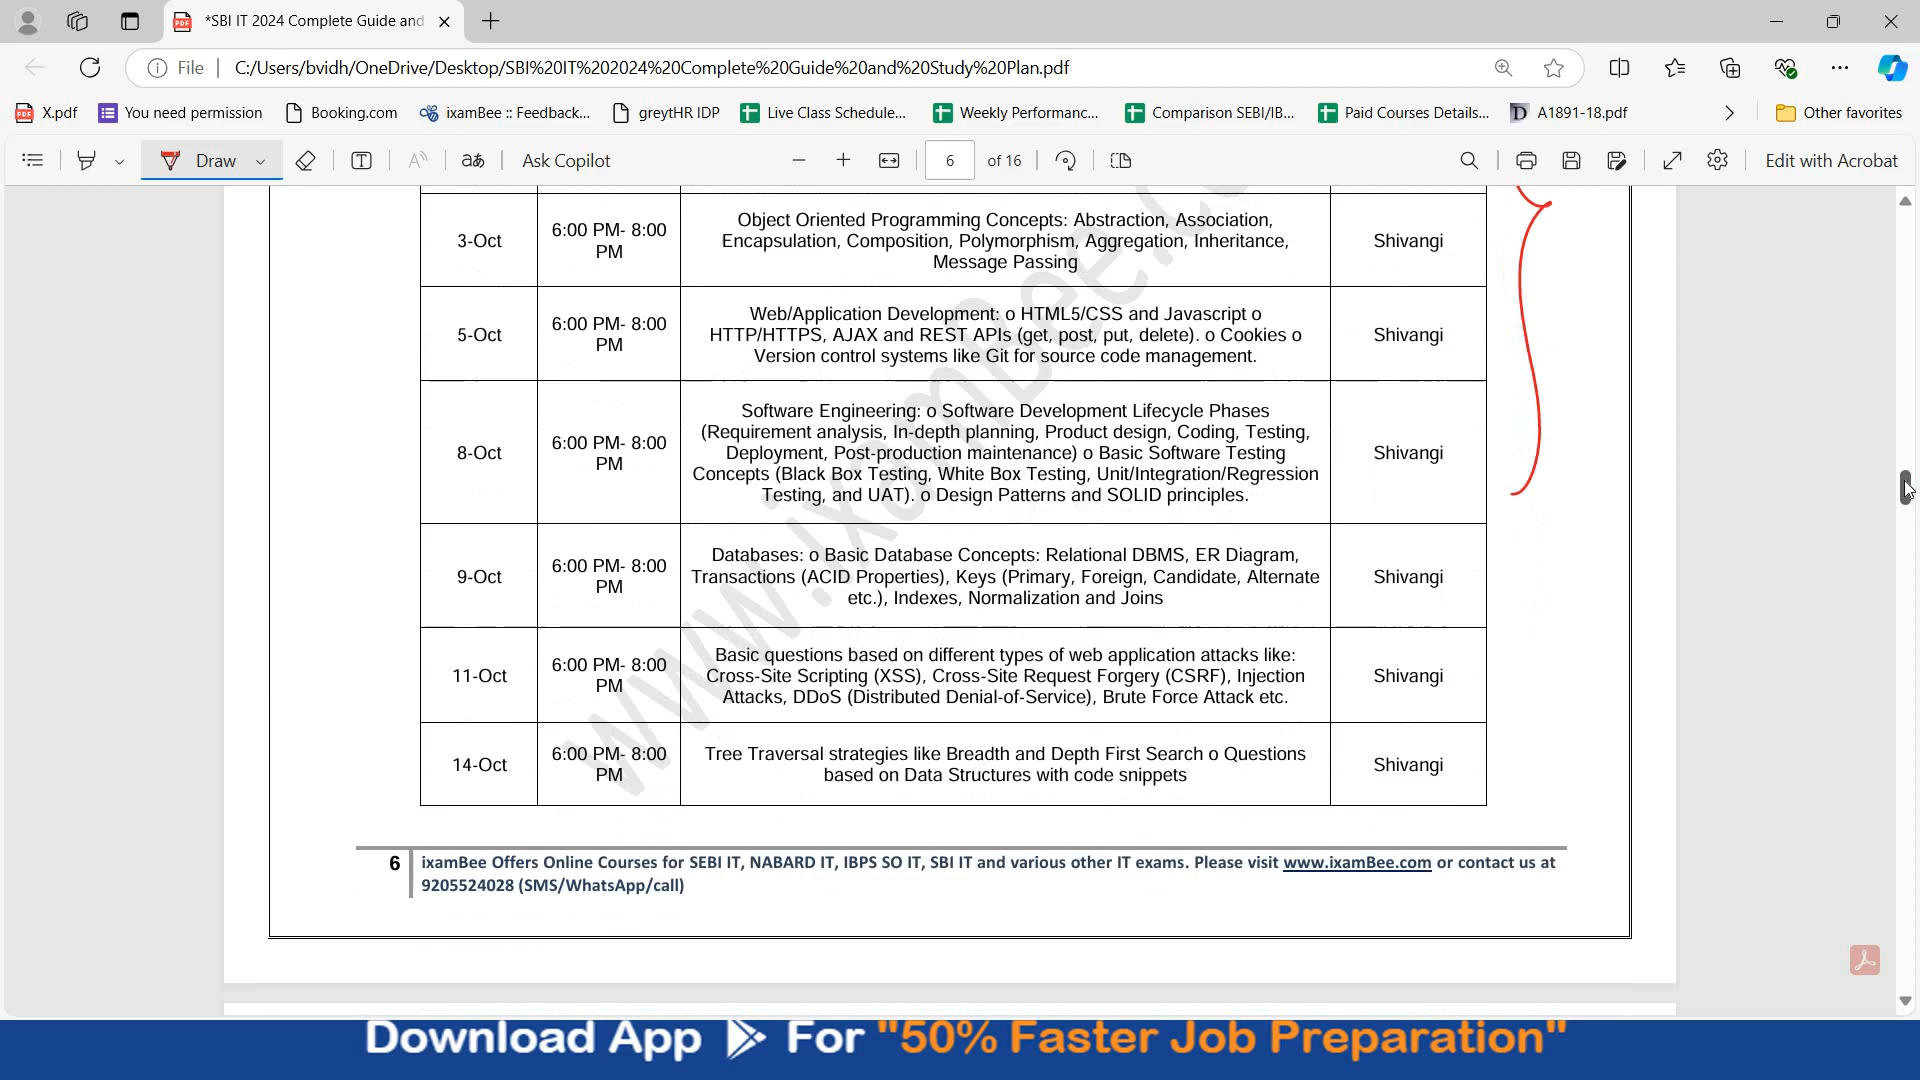 *SBI IT 2024 Complete Guide and
File
C:/Users/bvidh/OneDrive/Desktop/SBI%20IT%202024%20Complete%20Guide%20and%20Study%20Plan.pdf
X.pdf
You need permission
Booking.com
ixamBee :: Feedback...
greytHR IDP
Live Class Schedule...
Weekly Performanc...
Comparison SEBI/IB...
Paid Courses Details...
A1891-18.pdf
Other favorites
Draw
Ask Copilot
6 of 16
Edit with Acrobat
3-Oct
6:00 PM- 8:00
PM
Object Oriented Programming Concepts: Abstraction, Association,
Encapsulation, Composition, Polymorphism, Aggregation, Inheritance,
Message Passing
Shivangi
5-Oct
6:00 PM- 8:00
PM
Web/Application Development: o HTML5/CSS and Javascript o
HTTP/HTTPS, AJAX and REST APIs (get, post, put, delete). o Cookies o
Version control systems like Git for source code management.
Shivangi
8-Oct
6:00 PM- 8:00
PM
Software Engineering: o Software Development Lifecycle Phases
(Requirement analysis, In-depth planning, Product design, Coding, Testing,
Deployment, Post-production maintenance) o Basic Software Testing
Concepts (Black Box Testing, White Box Testing, Unit/Integration/Regression
Testing, and UAT). o Design Patterns and SOLID principles.
Shivangi
9-Oct
6:00 PM- 8:00
PM
Databases: o Basic Database Concepts: Relational DBMS, ER Diagram,
Transactions (ACID Properties), Keys (Primary, Foreign, Candidate, Alternate
etc.), Indexes, Normalization and Joins
Shivangi
11-Oct
6:00 PM- 8:00
PM
Basic questions based on different types of web application attacks like:
Cross-Site Scripting (XSS), Cross-Site Request Forgery (CSRF), Injection
Attacks, DDoS (Distributed Denial-of-Service), Brute Force Attack etc.
Shivangi
14-Oct
6:00 PM- 8:00
PM
Tree Traversal strategies like Breadth and Depth First Search o Questions
based on Data Structures with code snippets
Shivangi
www.ixamBee.co
6
ixamBee Offers Online Courses for SEBI IT, NABARD IT, IBPS SO IT, SBI IT and various other IT exams. Please visit www.ixamBee.com or contact us at
9205524028 (SMS/WhatsApp/call)
Download App For "50% Faster Job Preparation"